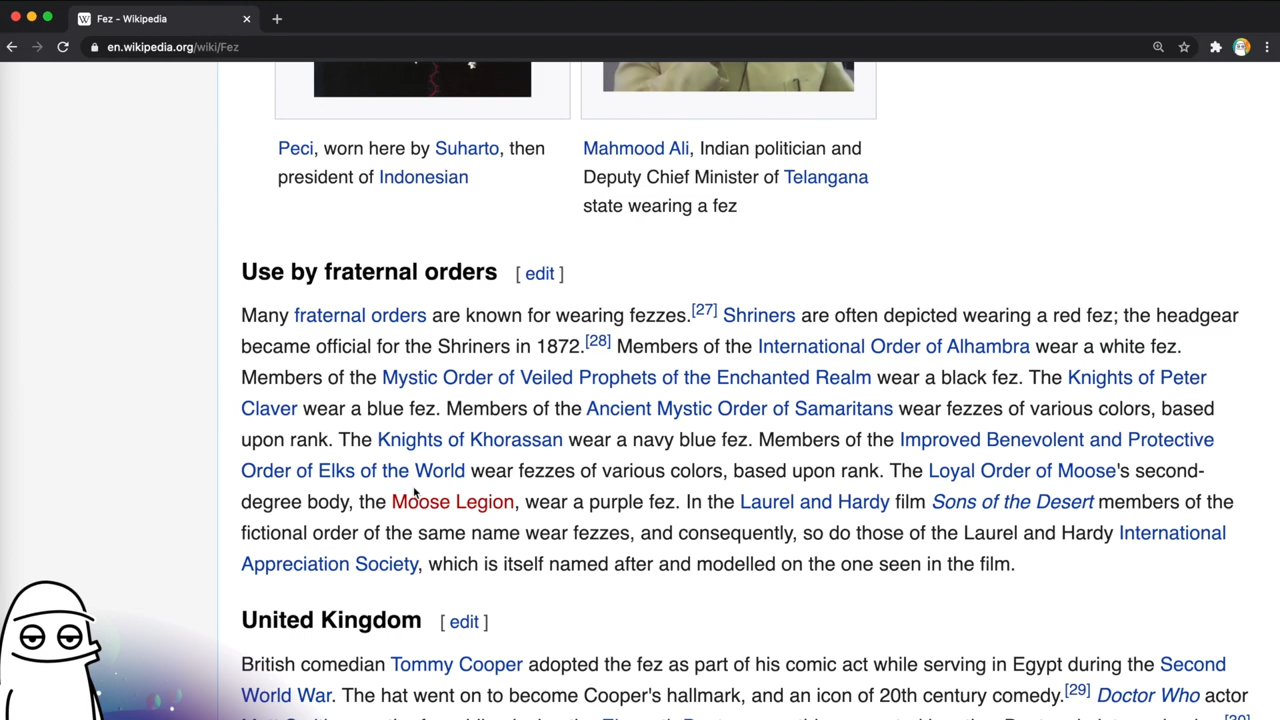 Fez - Wikipedia
en.wikipedia.org/wiki/Fez
Peci, worn here by Suharto, then
president of Indonesian
Mahmood Ali, Indian politician and
Deputy Chief Minister of Telangana
state wearing a fez
Use by fraternal orders [ edit ]
Many fraternal orders are known for wearing fezzes.[27] Shriners are often depicted wearing a red fez; the headgear
became official for the Shriners in 1872.[28] Members of the International Order of Alhambra wear a white fez.
Members of the Mystic Order of Veiled Prophets of the Enchanted Realm wear a black fez. The Knights of Peter
Claver wear a blue fez. Members of the Ancient Mystic Order of Samaritans wear fezzes of various colors, based
upon rank. The Knights of Khorassan wear a navy blue fez. Members of the Improved Benevolent and Protective
Order of Elks of the World wear fezzes of various colors, based upon rank. The Loyal Order of Moose's second-
degree body, the Moose Legion, wear a purple fez. In the Laurel and Hardy film Sons of the Desert members of the
fictional order of the same name wear fezzes, and consequently, so do those of the Laurel and Hardy International
Appreciation Society, which is itself named after and modelled on the one seen in the film.
United Kingdom [ edit ]
British comedian Tommy Cooper adopted the fez as part of his comic act while serving in Egypt during the Second
World War. The hat went on to become Cooper's hallmark, and an icon of 20th century comedy.[29] Doctor Who actor